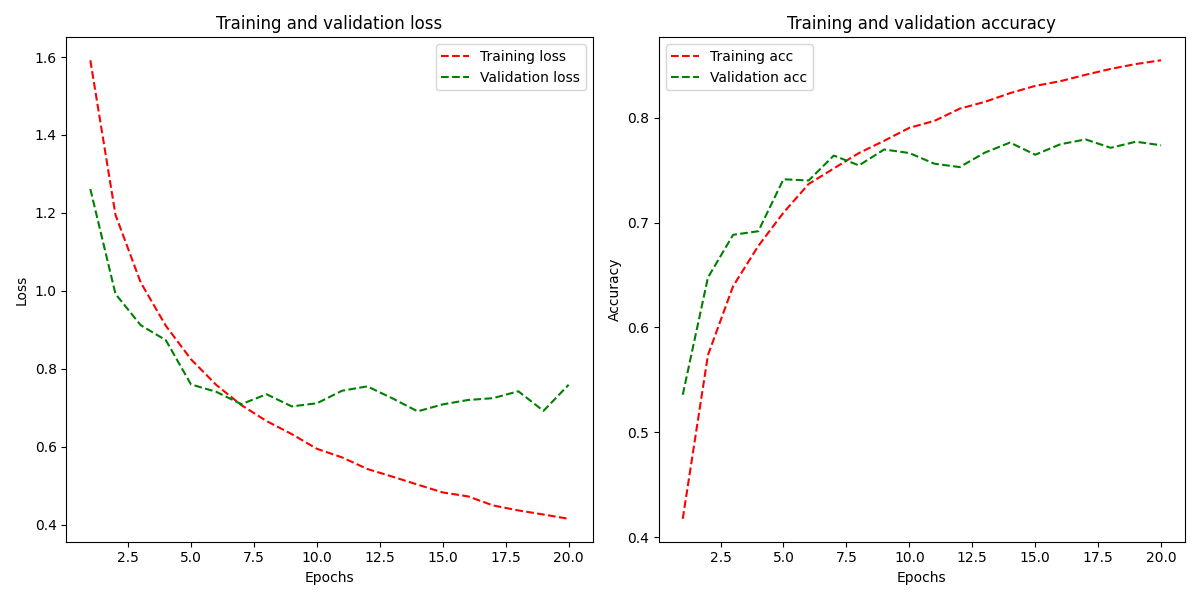 Training and validation loss
Training loss
Validation loss
1.6
1.4
1.2
1.0
0.8
0.6
0.4
Loss
2.5 5.0 7.5 10.0 12.5 15.0 17.5 20.0
Epochs
Training and validation accuracy
Training acc
Validation acc
0.8
0.7
0.6
0.5
0.4
Accuracy
2.5 5.0 7.5 10.0 12.5 15.0 17.5 20.0
Epochs